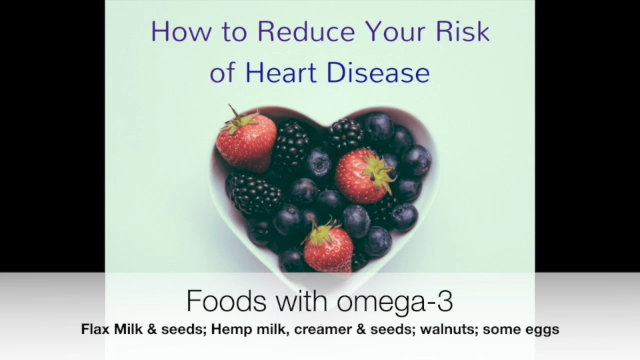 How to Reduce Your Risk
of Heart Disease
Foods with omega-3
Flax Milk & seeds; Hemp milk, creamer & seeds; walnuts; some eggs